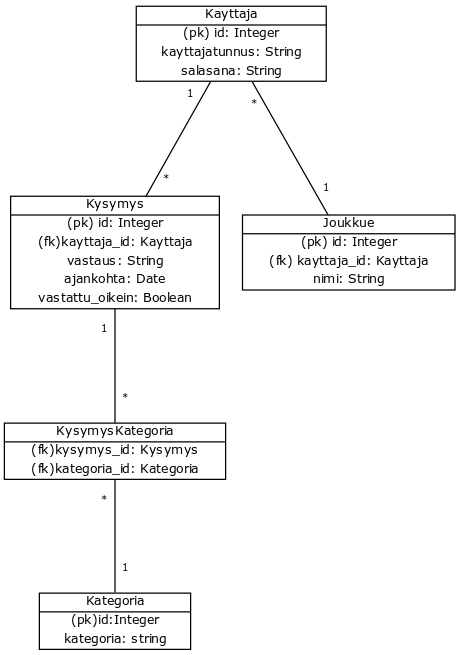 Kayttaja
(pk) id: Integer
kayttajatunnus: String
salasana: String
1
*
*
1
Kysymys
(pk) id: Integer
(fk)kayttaja_id: Kayttaja
vastaus: String
ajankohta: Date
vastattu_oikein: Boolean
Joukkue
(pk) id: Integer
(fk) kayttaja_id: Kayttaja
nimi: String
1
*
KysymysKategoria
(fk)kysymys_id: Kysymys
(fk)kategoria_id: Kategoria
*
1
Kategoria
(pk)id:Integer
kategoria: string